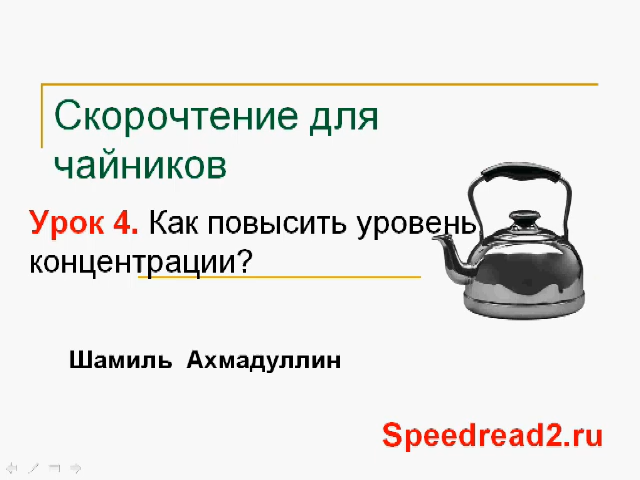 Скорочтение для
чайников
Урок 4. Как повысить уровень
концентрации?
Шамиль Ахмадуллин
Speedread2.ru